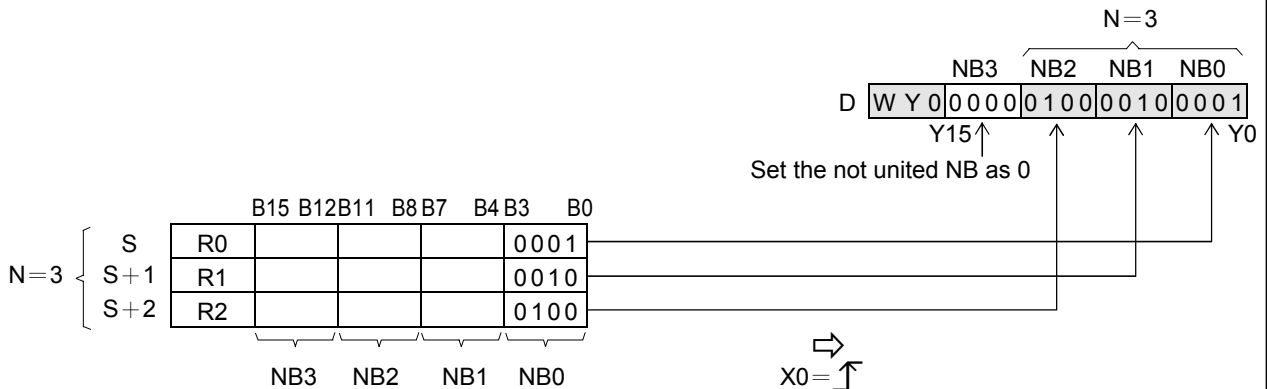 N=3
NB3 NB2 NB1 NB0
D WY0 0000 0100 0010 0001
Y15 Y0
Set the not united NB as 0
B15 B12 B11 B8 B7 B4 B3 B0
S R0 0001
N=3 S+1 R1 0010
S+2 R2 0100
NB3 NB2 NB1 NB0
X0=